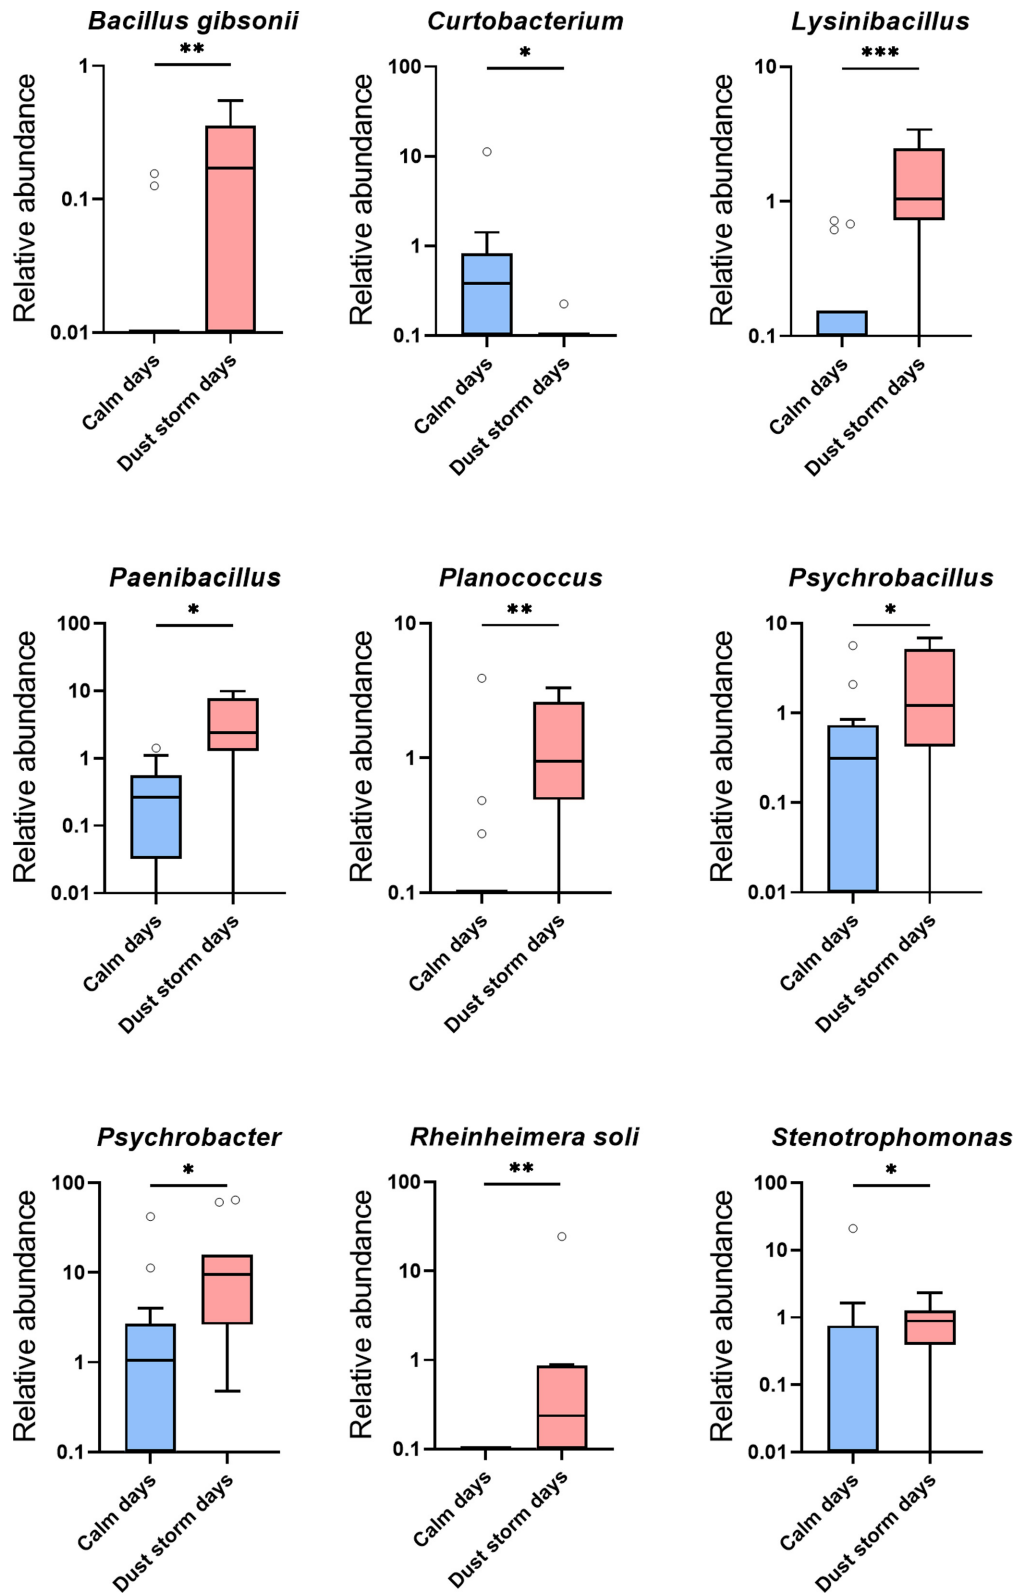 Bacillus gibsonii
**
Relative abundance
1
0.1
0.01
Calm days
Dust storm days
Curtobacterium
*
Relative abundance
100
10
1
0.1
Calm days
Dust storm days
Lysinibacillus
***
Relative abundance
10
1
0.1
Calm days
Dust storm days
Paenibacillus
*
Relative abundance
100
10
1
0.1
0.01
Calm days
Dust storm days
Planococcus
**
Relative abundance
10
1
0.1
Calm days
Dust storm days
Psychrobacillus
*
Relative abundance
10
1
0.1
0.01
Calm days
Dust storm days
Psychrobacter
*
Relative abundance
100
10
1
0.1
Calm days
Dust storm days
Rheinheimera soli
**
Relative abundance
100
10
1
0.1
Calm days
Dust storm days
Stenotrophomonas
*
Relative abundance
100
10
1
0.1
0.01
Calm days
Dust storm days